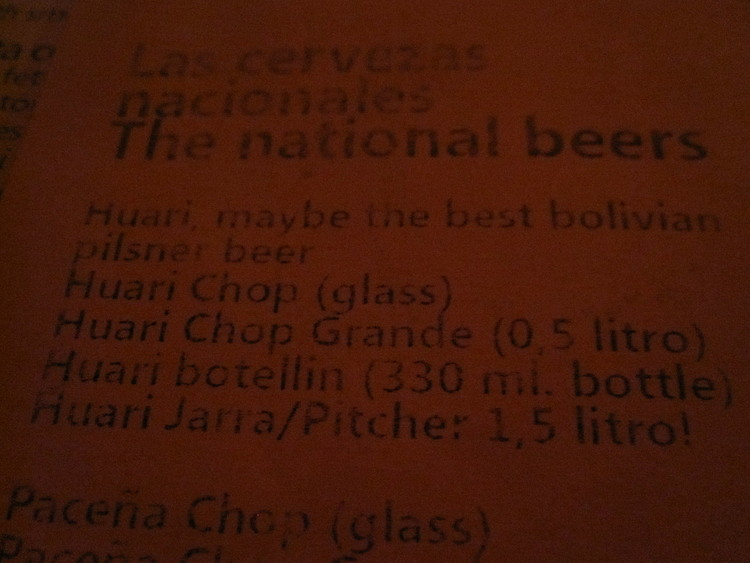 Las cervezas
nacionales
The national beers
Huari, maybe the best bolivian
pilsner beer
Huari Chop (glass)
Huari Chop Grande (0,5 litro)
Huari botellin (330 ml. bottle)
Huari Jarra/Pitcher 1,5 litro!
Paceña Chop (glass)
Paceña